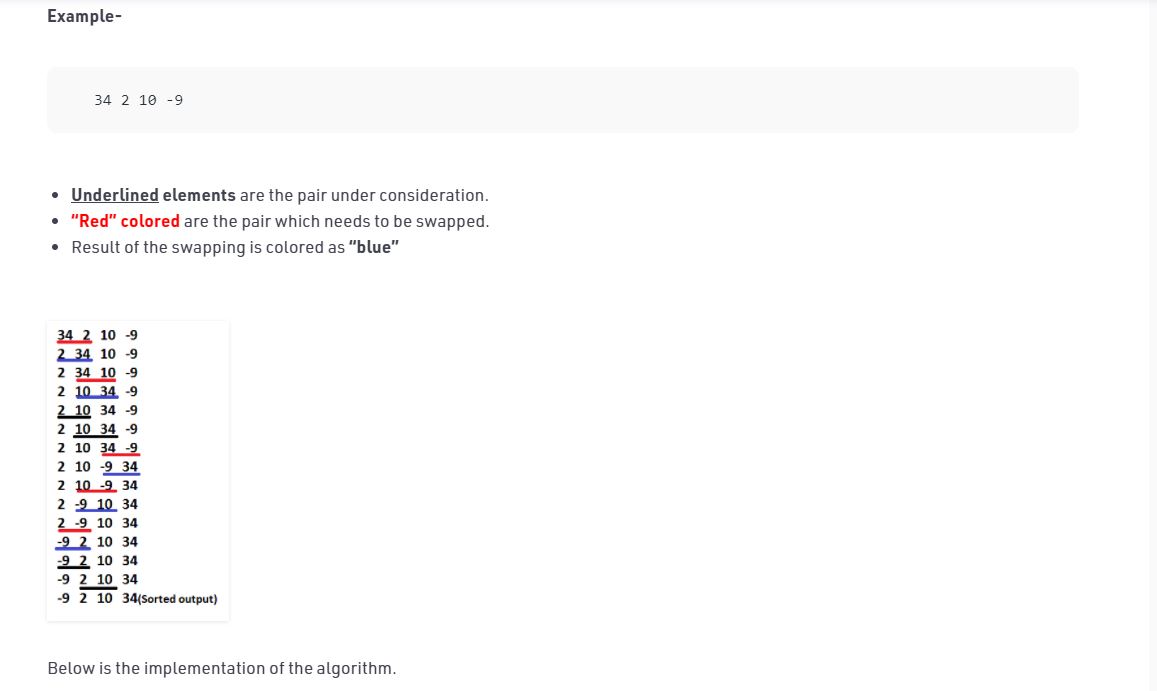 Example-
34 2 10 -9
Underlined elements are the pair under consideration.
“Red” colored are the pair which needs to be swapped.
Result of the swapping is colored as “blue”
34 2 10 -9
2 34 10 -9
2 34 10 -9
2 10 34 -9
2 10 34 -9
2 10 34 -9
2 10 34 -9
2 10 -9 34
2 10 -9 34
2 -9 10 34
2 -9 10 34
-9 2 10 34
-9 2 10 34
-9 2 10 34
-9 2 10 34(Sorted output)
Below is the implementation of the algorithm.